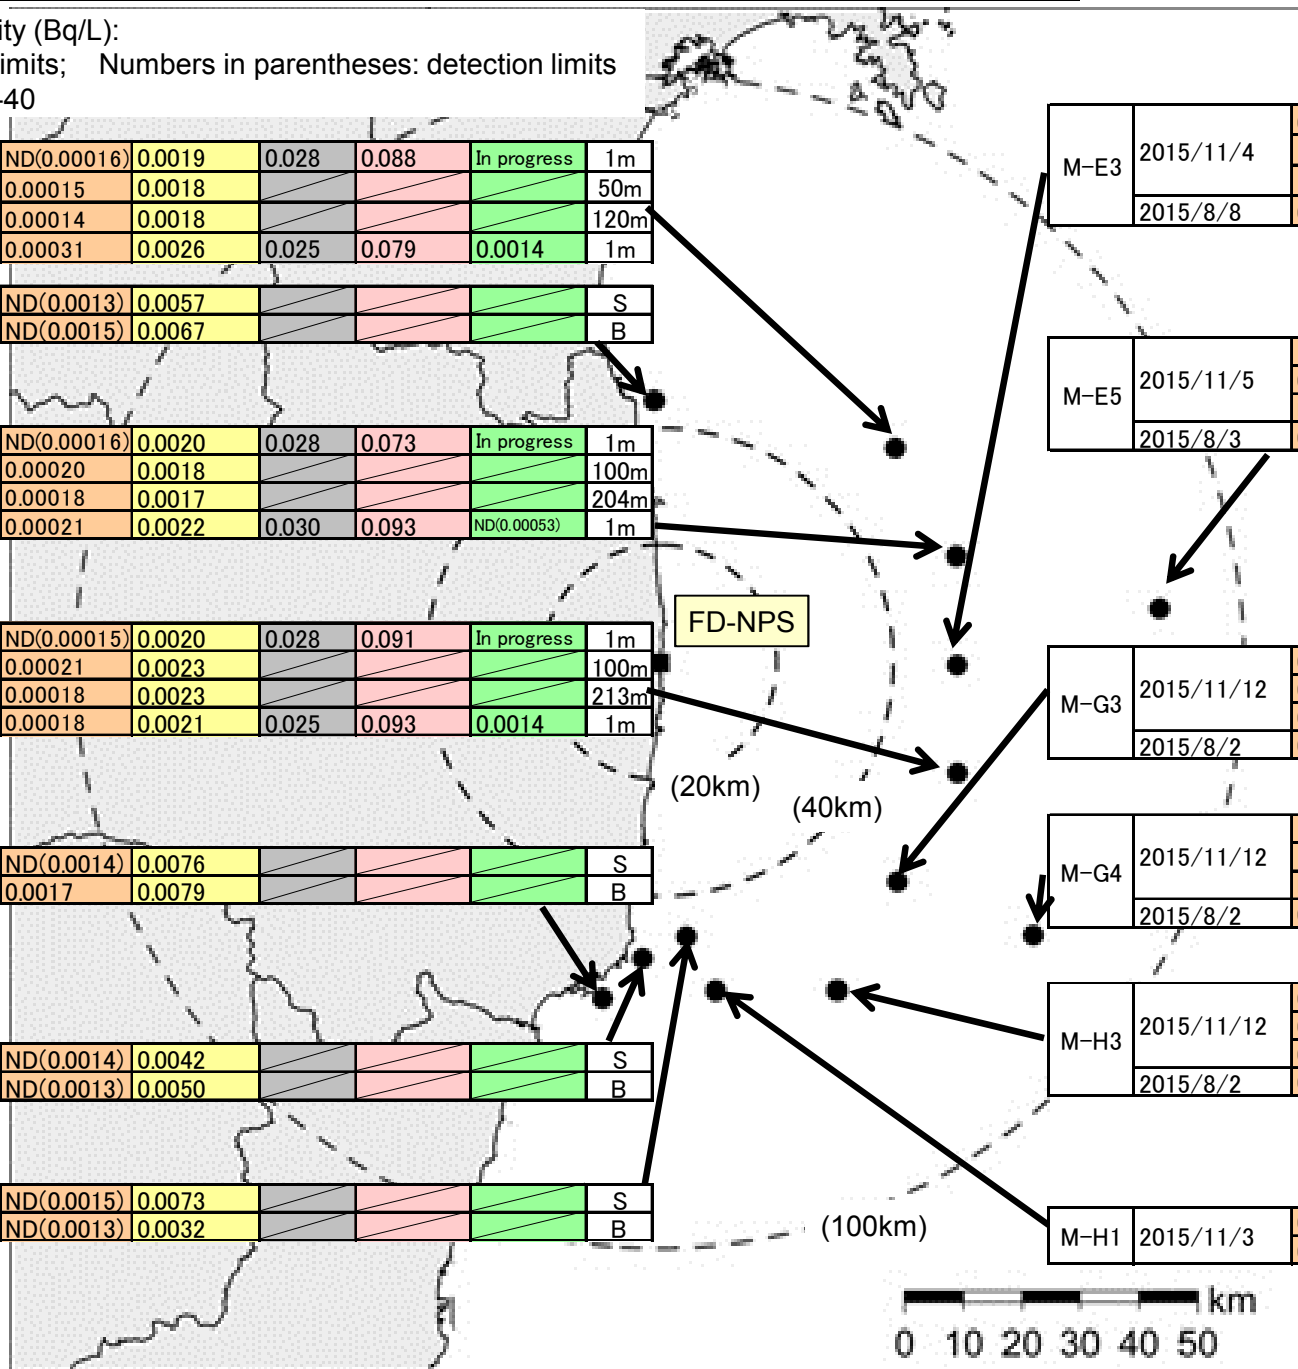 ity (Bq/L):
imits; Numbers in parentheses: detection limits
-40
ND(0.00016) 0.0019 0.028 0.088 In progress 1m
0.00015 0.0018 50m
0.00014 0.0018 120m
0.00031 0.0026 0.025 0.079 0.0014 1m
ND(0.0013) 0.0057 S
ND(0.0015) 0.0067 B
ND(0.00016) 0.0020 0.028 0.073 In progress 1m
0.00020 0.0018 100m
0.00018 0.0017 204m
0.00021 0.0022 0.030 0.093 ND(0.00053) 1m
ND(0.00015) 0.0020 0.028 0.091 In progress 1m
0.00021 0.0023 100m
0.00018 0.0023 213m
0.00018 0.0021 0.025 0.093 0.0014 1m
ND(0.0014) 0.0076 S
0.0017 0.0079 B
ND(0.0014) 0.0042 S
ND(0.0013) 0.0050 B
ND(0.0015) 0.0073 S
ND(0.0013) 0.0032 B
FD-NPS
(20km)
(40km)
(100km)
M-E3 2015/11/4
2015/8/8
M-E5 2015/11/5
2015/8/3
M-G3 2015/11/12
2015/8/2
M-G4 2015/11/12
2015/8/2
M-H3 2015/11/12
2015/8/2
M-H1 2015/11/3
km
0 10 20 30 40 50